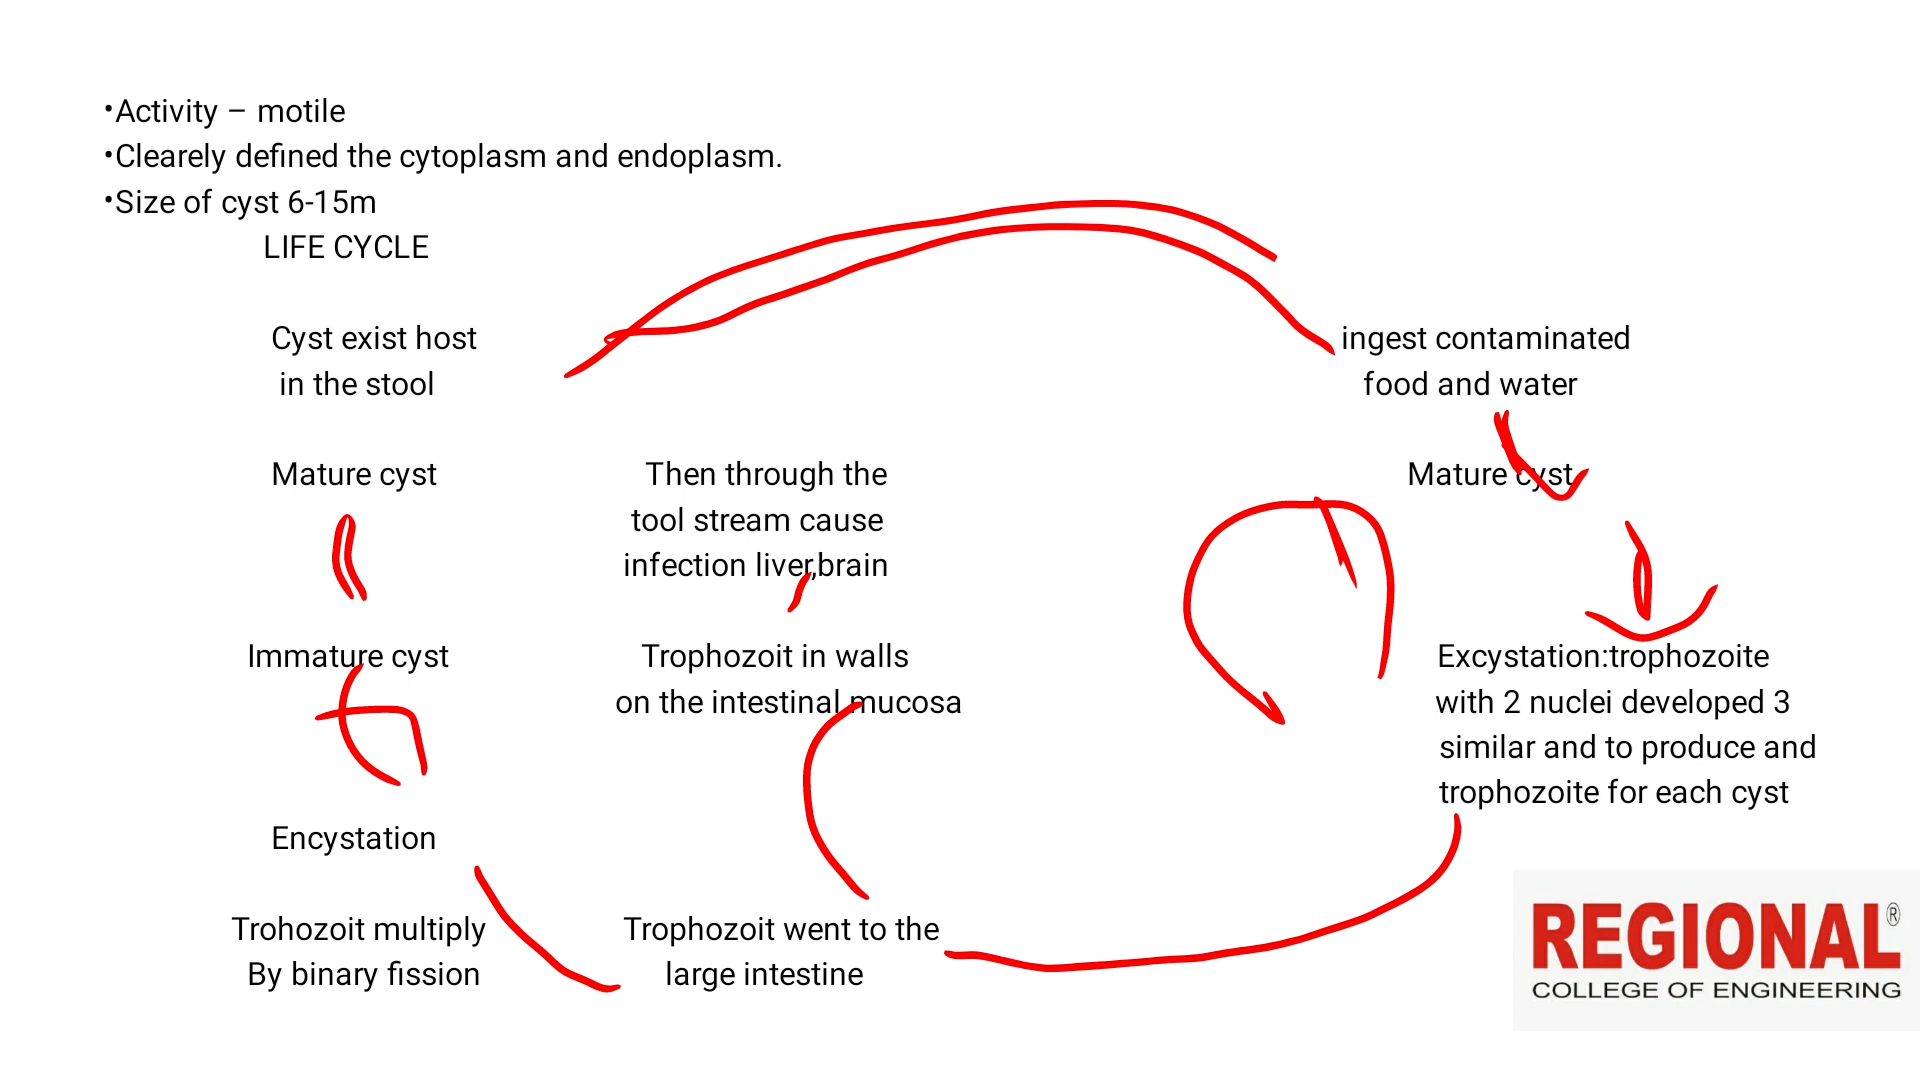 •Activity – motile
•Clearely defined the cytoplasm and endoplasm.
•Size of cyst 6-15m
LIFE CYCLE
Cyst exist host
in the stool
ingest contaminated
food and water
Mature cyst
Then through the
tool stream cause
infection liver,brain
Mature cyst
Immature cyst
Trophozoit in walls
on the intestinal mucosa
Excystation:trophozoite
with 2 nuclei developed 3
similar and to produce and
trophozoite for each cyst
Encystation
Trohozoit multiply
By binary fission
Trophozoit went to the
large intestine
REGIONAL®
COLLEGE OF ENGINEERING